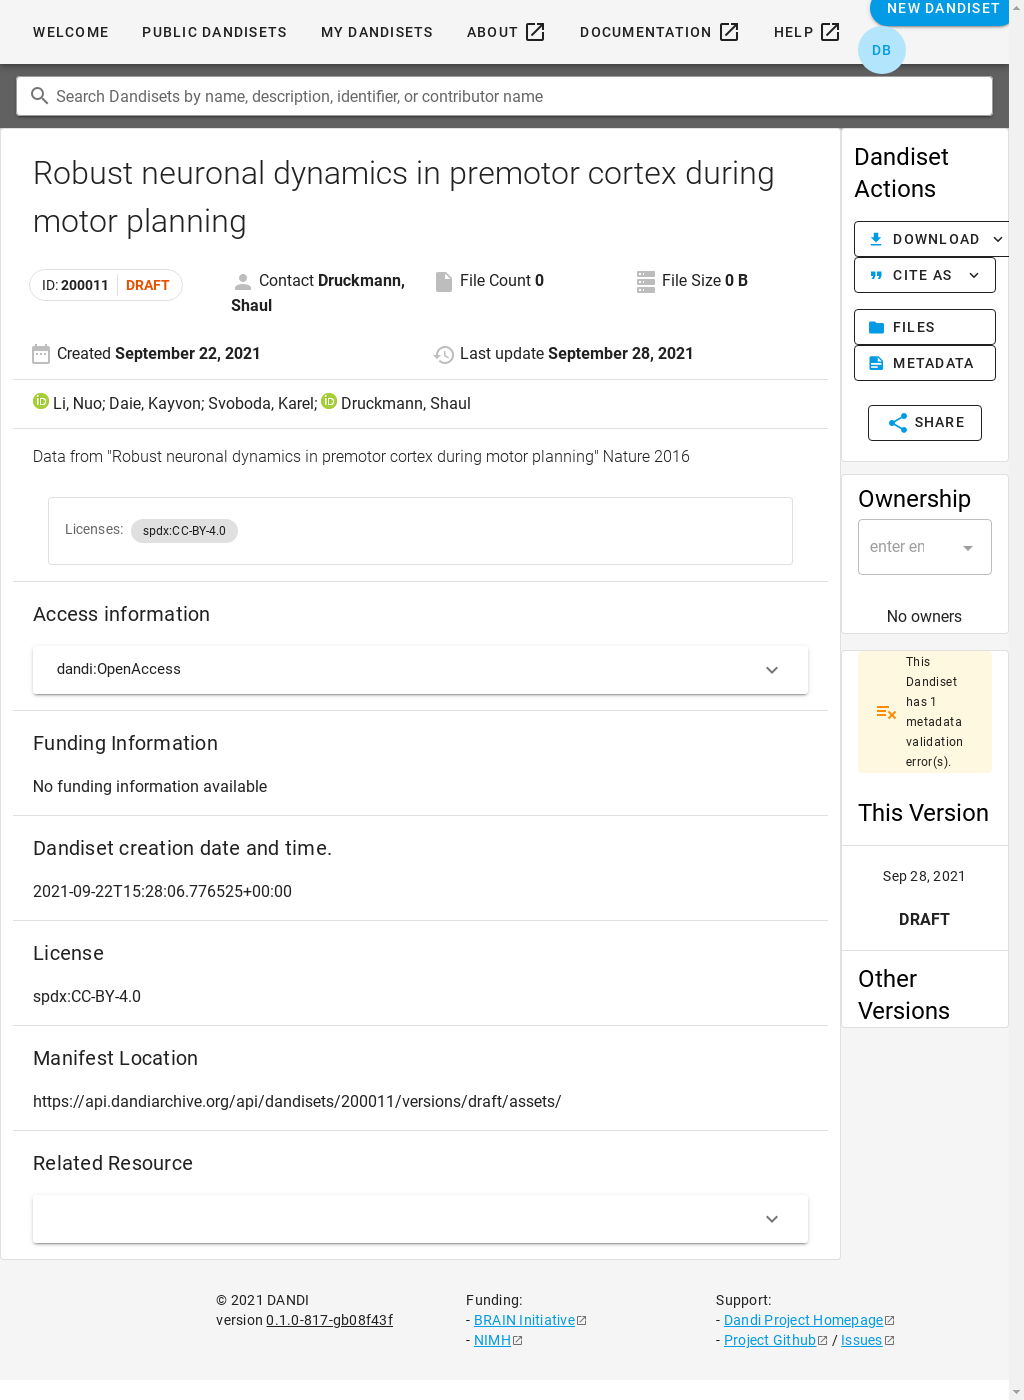 WELCOME PUBLIC DANDISETS MY DANDISETS ABOUT DOCUMENTATION HELP NEW DANDISET
DB
Search Dandisets by name, description, identifier, or contributor name
Robust neuronal dynamics in premotor cortex during
motor planning
ID: 200011 DRAFT
Contact Druckmann,
Shaul
File Count 0
File Size 0 B
Created September 22, 2021
Last update September 28, 2021
Li, Nuo; Daie, Kayvon; Svoboda, Karel; Druckmann, Shaul
Data from "Robust neuronal dynamics in premotor cortex during motor planning" Nature 2016
Licenses: spdx:CC-BY-4.0
Access information
dandi:OpenAccess
Funding Information
No funding information available
Dandiset creation date and time.
2021-09-22T15:28:06.776525+00:00
License
spdx:CC-BY-4.0
Manifest Location
https://api.dandiarchive.org/api/dandisets/200011/versions/draft/assets/
Related Resource
Dandiset
Actions
DOWNLOAD
CITE AS
FILES
METADATA
SHARE
Ownership
enter en
No owners
This
Dandiset
has 1
metadata
validation
error(s).
This Version
Sep 28, 2021
DRAFT
Other
Versions
© 2021 DANDI
version 0.1.0-817-gb08f43f
Funding:
- BRAIN Initiative
- NIMH
Support:
- Dandi Project Homepage
- Project Github / Issues